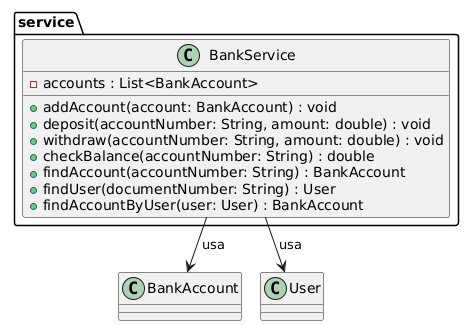 service
C BankService
accounts : List<BankAccount>
addAccount(account: BankAccount) : void
deposit(accountNumber: String, amount: double) : void
withdraw(accountNumber: String, amount: double) : void
checkBalance(accountNumber: String) : double
findAccount(accountNumber: String) : BankAccount
findUser(documentNumber: String) : User
findAccountByUser(user: User) : BankAccount
usa
usa
C BankAccount
C User